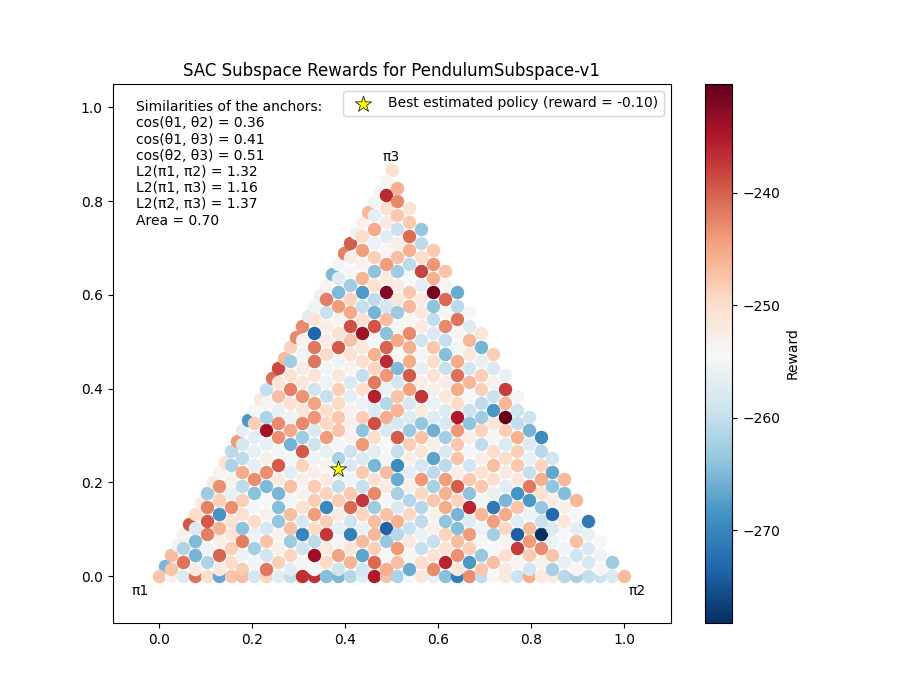 SAC Subspace Rewards for PendulumSubspace-v1
Similarities of the anchors:
cos(θ1, θ2) = 0.36
cos(θ1, θ3) = 0.41
cos(θ2, θ3) = 0.51
L2(π1, π2) = 1.32
L2(π1, π3) = 1.16
L2(π2, π3) = 1.37
Area = 0.70
Best estimated policy (reward = -0.10)
π3
π1
π2
1.0
0.8
0.6
0.4
0.2
0.0
0.0
0.2
0.4
0.6
0.8
1.0
−240
−250
−260
−270
Reward